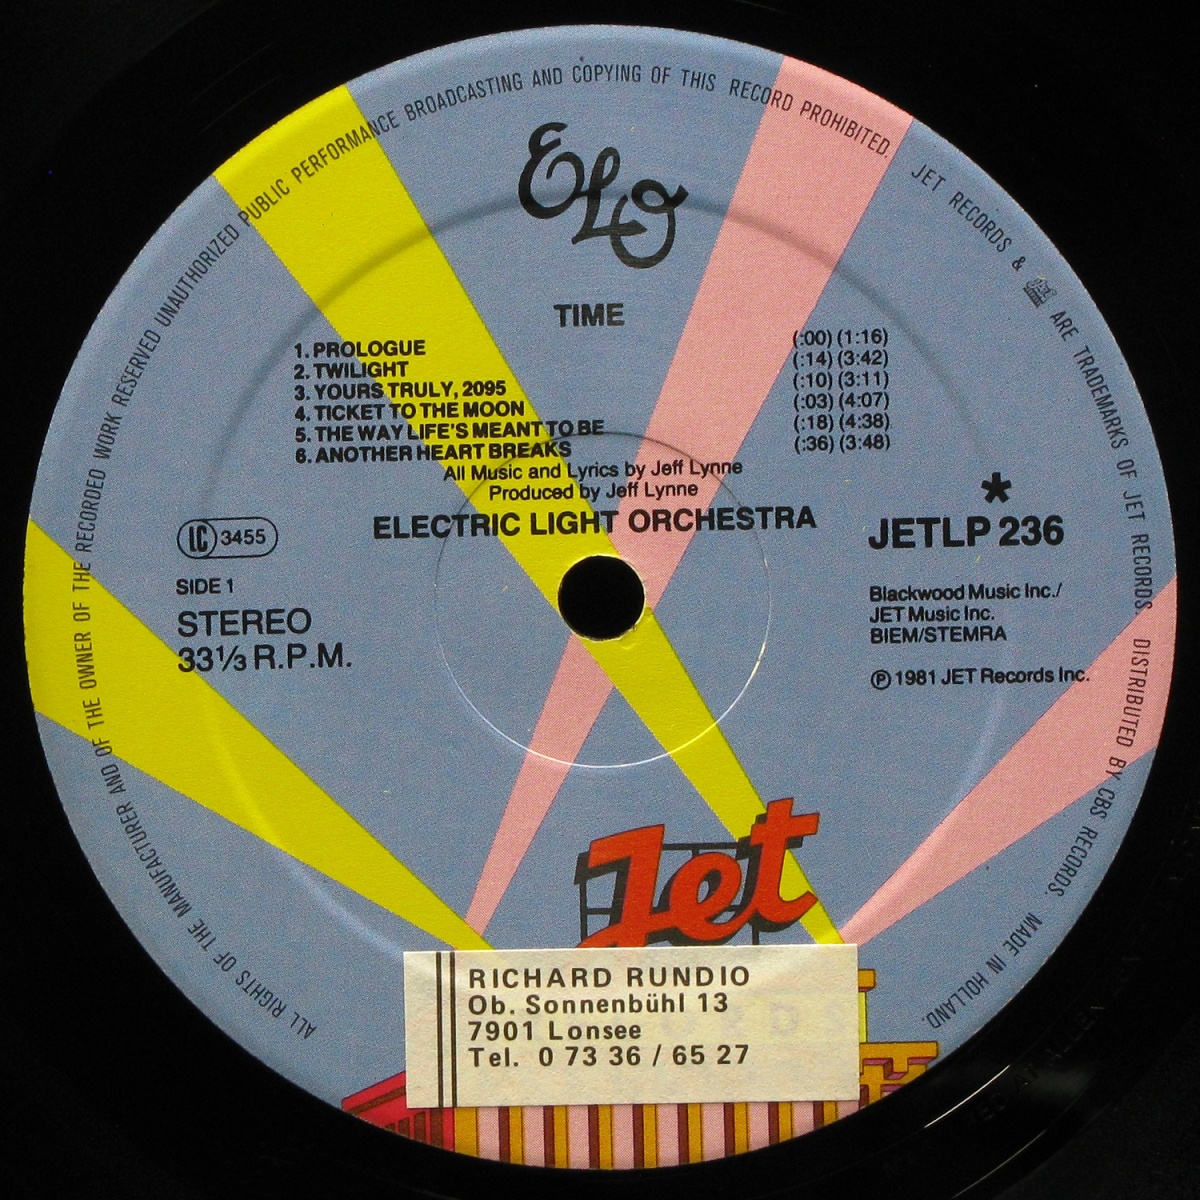 ALL RIGHTS OF THE MANUFACTURER AND OF THE OWNER OF THE RECORDED WORK RESERVED UNAUTHORIZED PUBLIC PERFORMANCE BROADCASTING AND COPYING OF THIS RECORD PROHIBITED. JET RECORDS & ARE TRADEMARKS OF JET RECORDS. DISTRIBUTED BY CBS RECORDS. MADE IN HOLLAND.
ELO
TIME
1. PROLOGUE (:00) (1:16)
2. TWILIGHT (:14) (3:42)
3. YOURS TRULY, 2095 (:10) (3:11)
4. TICKET TO THE MOON (:03) (4:07)
5. THE WAY LIFE'S MEANT TO BE (:18) (4:38)
6. ANOTHER HEART BREAKS (:36) (3:48)
All Music and Lyrics by Jeff Lynne
Produced by Jeff Lynne
ELECTRIC LIGHT ORCHESTRA
*
JETLP 236
LC 3455
SIDE 1
STEREO
33⅓ R.P.M.
Blackwood Music Inc./
JET Music Inc.
BIEM/STEMRA
℗ 1981 JET Records Inc.
Jet
RICHARD RUNDIO
Ob. Sonnenbühl 13
7901 Lonsee
Tel. 0 73 36 / 65 27